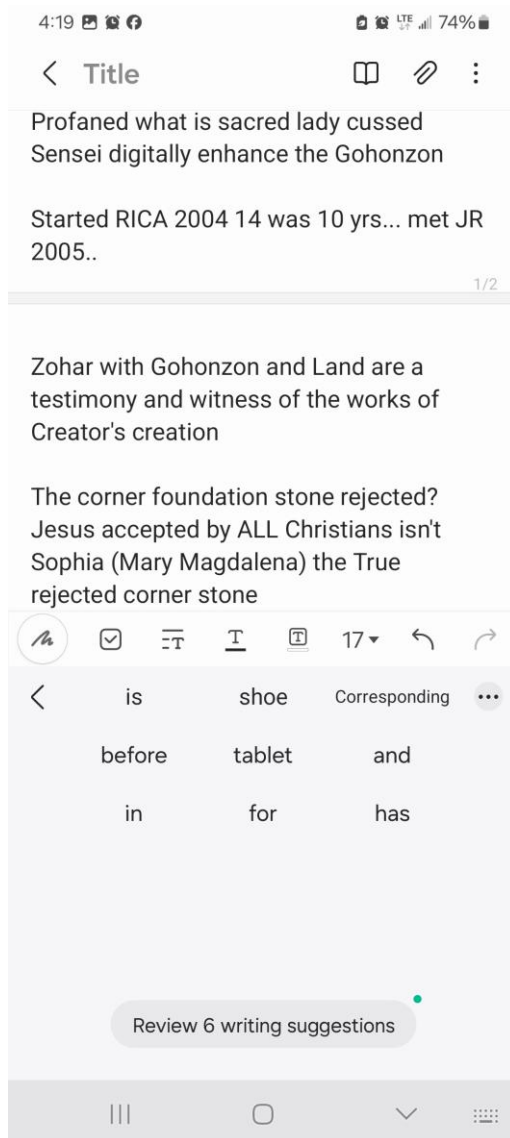 4:19
LTE 74%
Title
Profaned what is sacred lady cussed
Sensei digitally enhance the Gohonzon
Started RICA 2004 14 was 10 yrs... met JR
2005..
1/2
Zohar with Gohonzon and Land are a
testimony and witness of the works of
Creator's creation
The corner foundation stone rejected?
Jesus accepted by ALL Christians isn't
Sophia (Mary Magdalena) the True
rejected corner stone
17
is shoe Corresponding
before tablet and
in for has
Review 6 writing suggestions